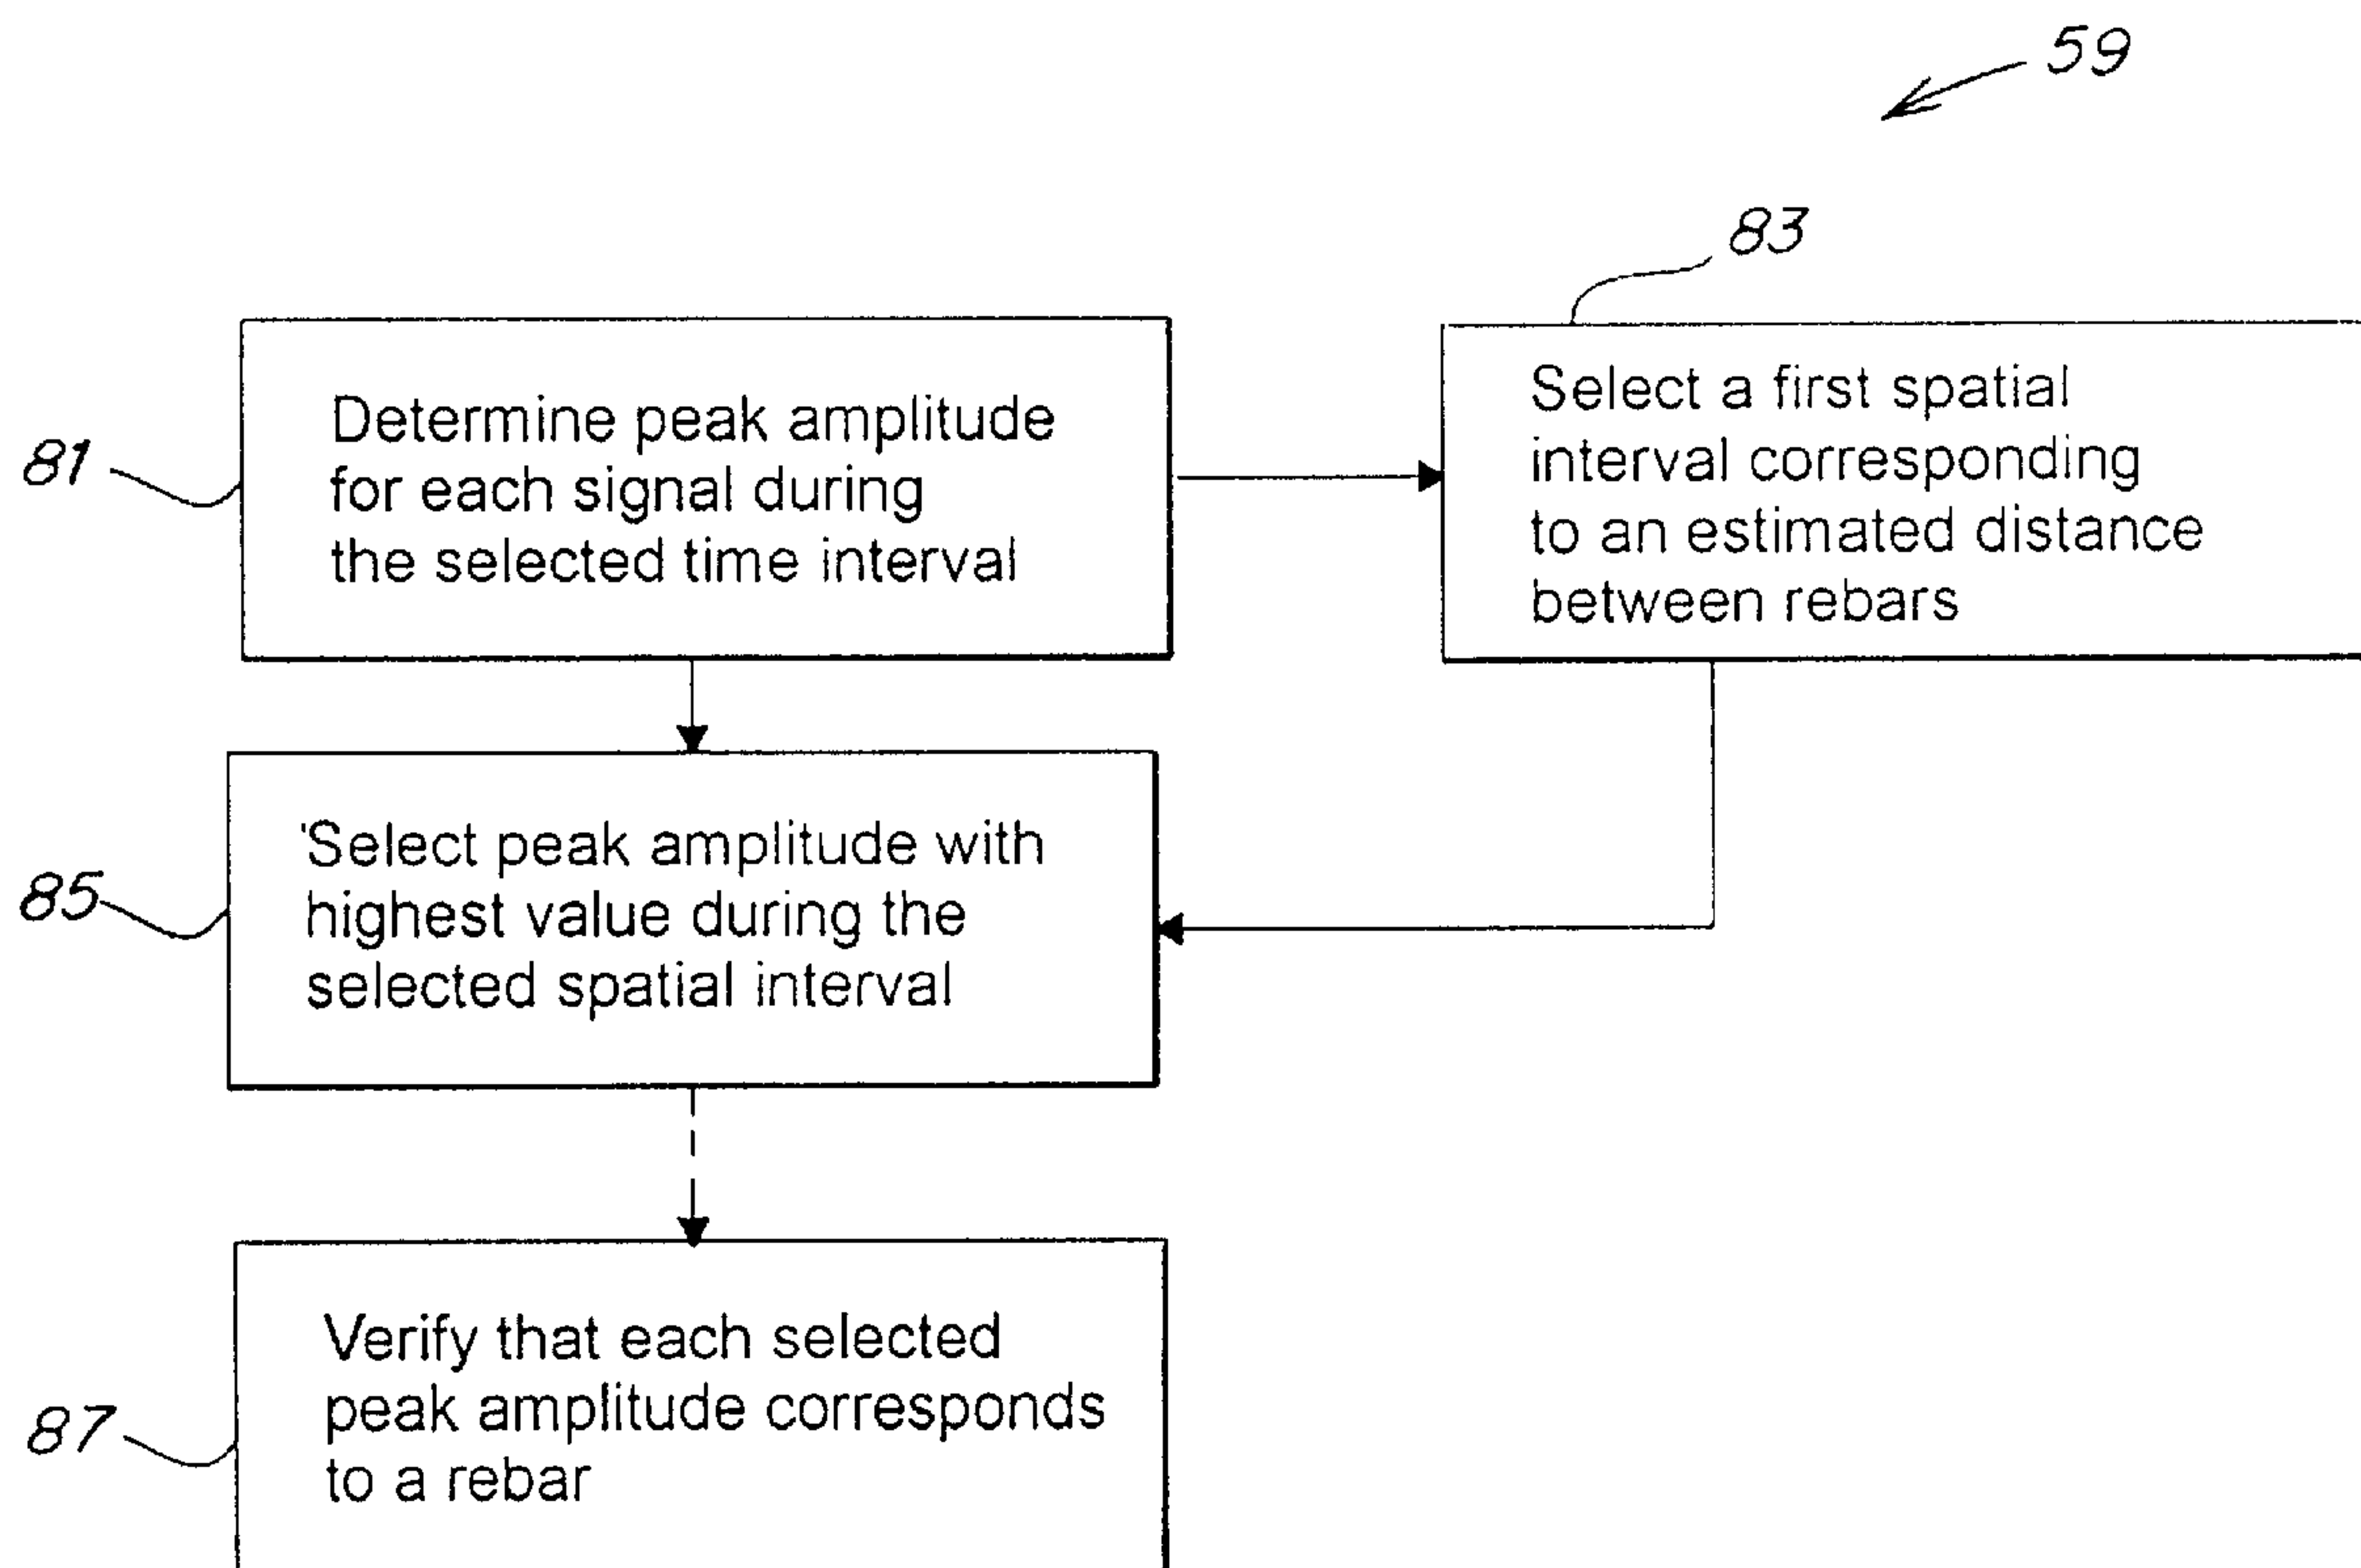 59
83
81
Determine peak amplitude
for each signal during
the selected time interval
Select a first spatial
interval corresponding
to an estimated distance
between rebars
85
Select peak amplitude with
highest value during the
selected spatial interval
87
Verify that each selected
peak amplitude corresponds
to a rebar